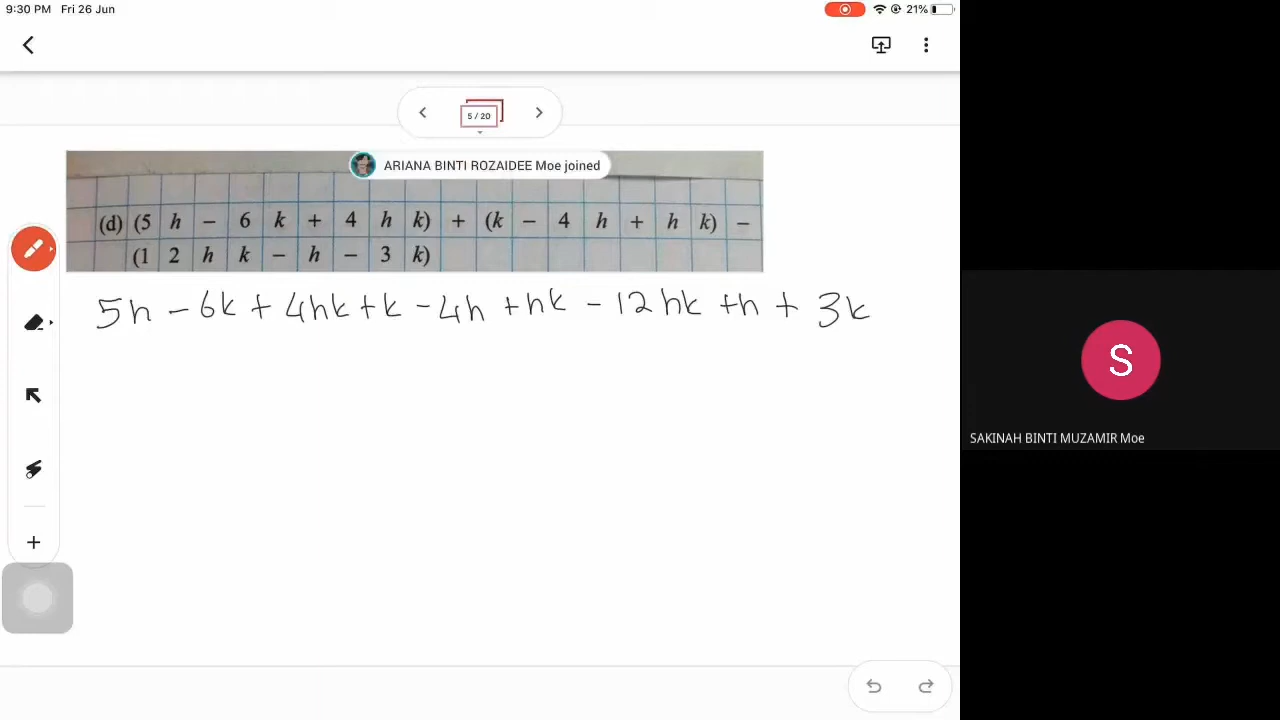 9:30 PM Fri 26 Jun
21%
5 / 20
ARIANA BINTI ROZAIDEE Moe joined
(d) (5 h − 6 k + 4 h k) + (k − 4 h + h k) −
(1 2 h k − h − 3 k)
5h − 6k + 4hk + k − 4h + hk − 12hk + h + 3k
S
SAKINAH BINTI MUZAMIR Moe